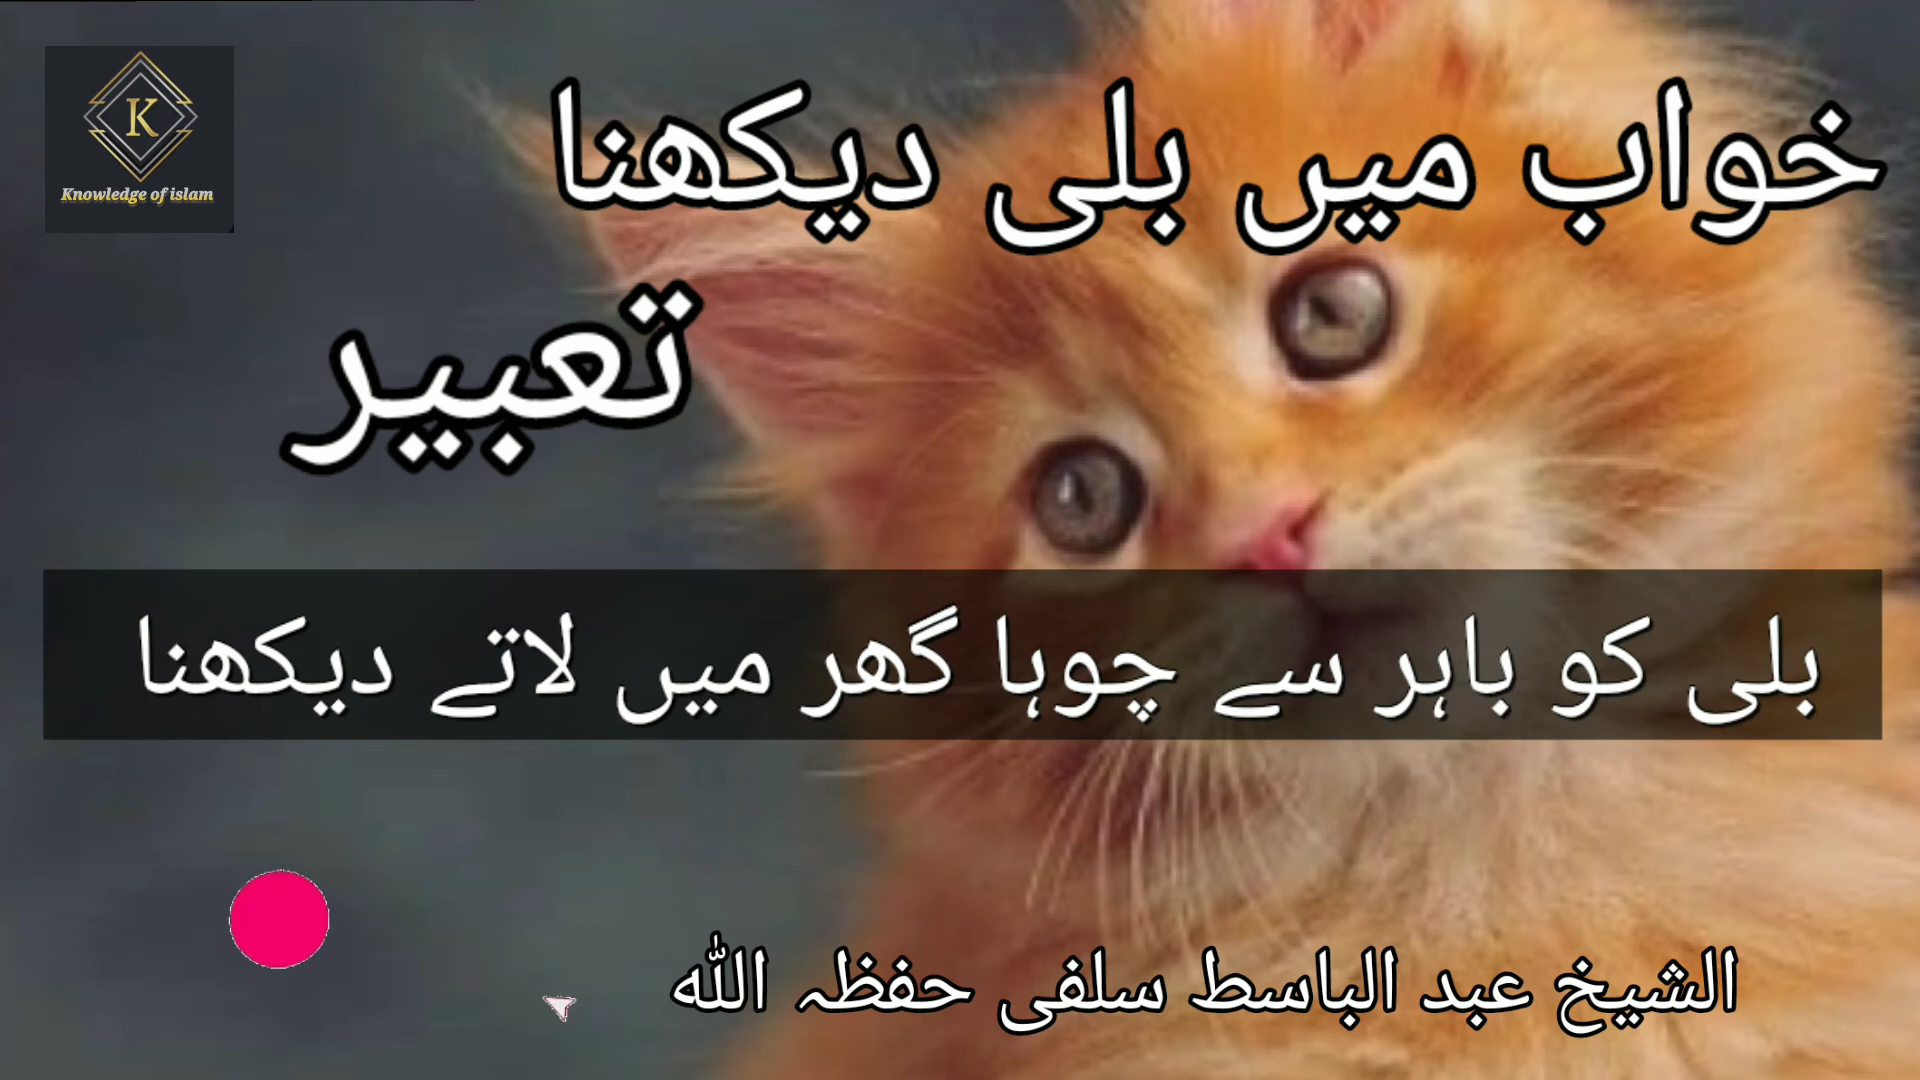 K
Knowledge of islam
خواب میں بلی دیکھنا
تعبیر
بلی کو باہر سے چوہا گھر میں لاتے دیکھنا
الشیخ عبد الباسط سلفی حفظہ اللّٰہ